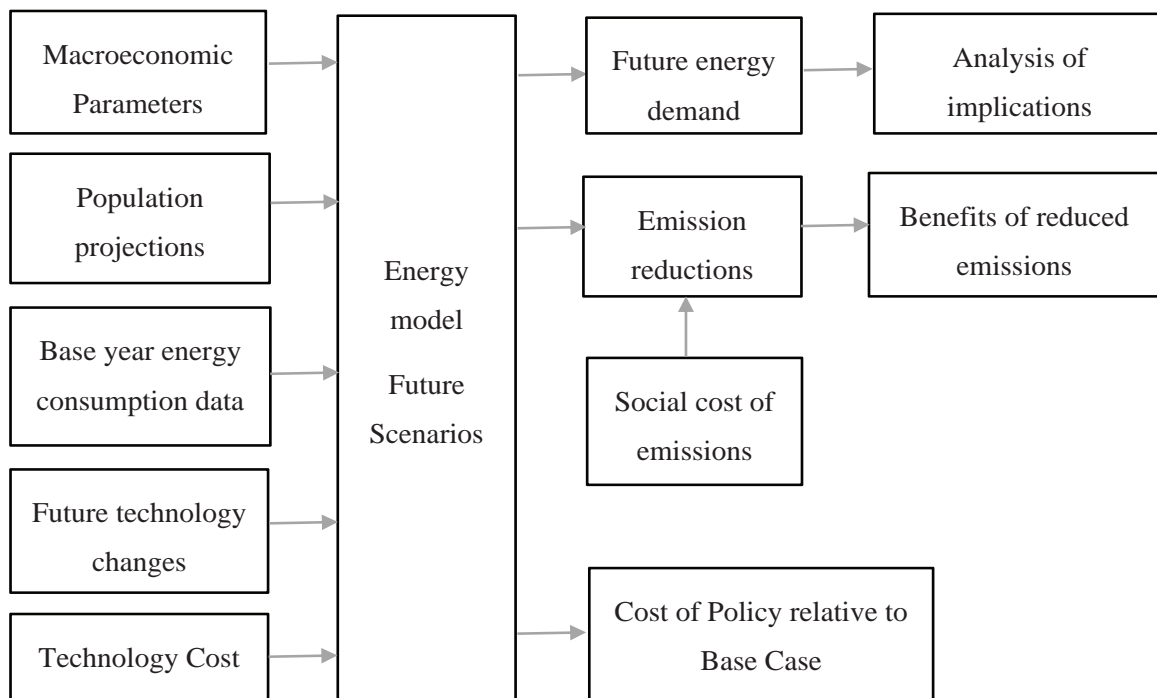 Macroeconomic
Parameters
Population
projections
Base year energy
consumption data
Future technology
changes
Technology Cost
Energy
model
Future
Scenarios
Future energy
demand
Analysis of
implications
Emission
reductions
Benefits of reduced
emissions
Social cost of
emissions
Cost of Policy relative to
Base Case